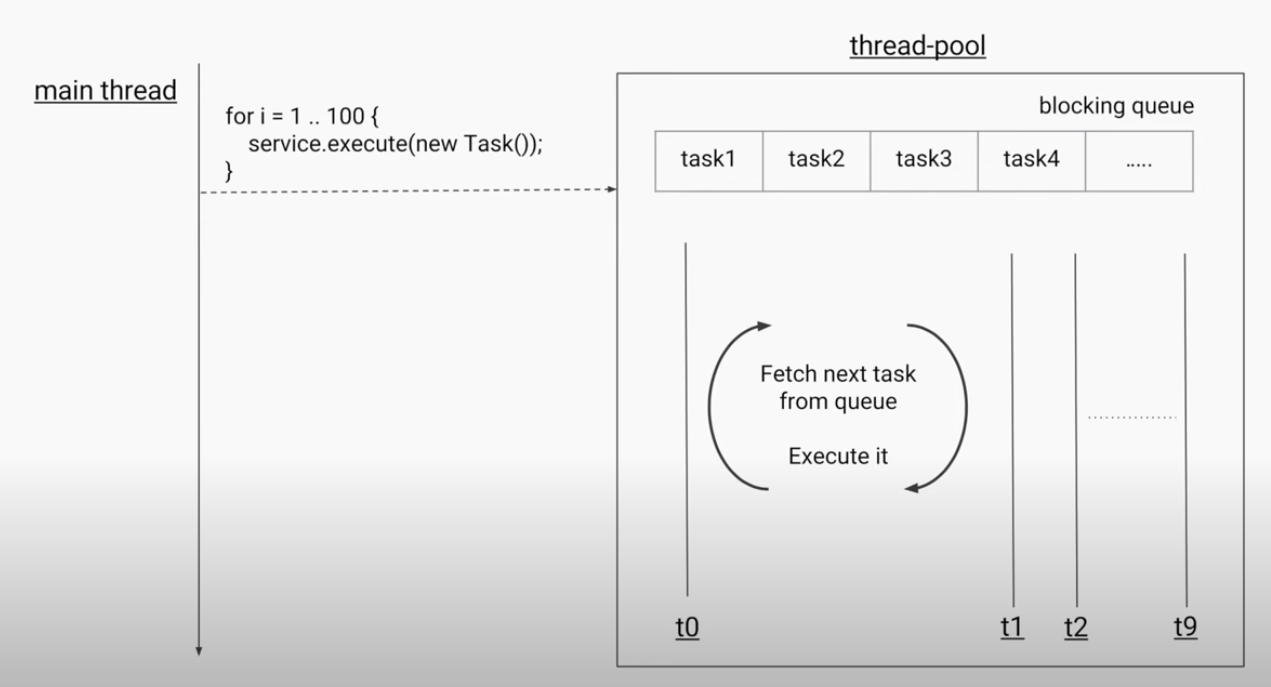 thread-pool
main thread
for i = 1 .. 100 {
service.execute(new Task());
}
blocking queue
task1 task2 task3 task4 .....
Fetch next task
from queue
Execute it
t0 t1 t2 t9